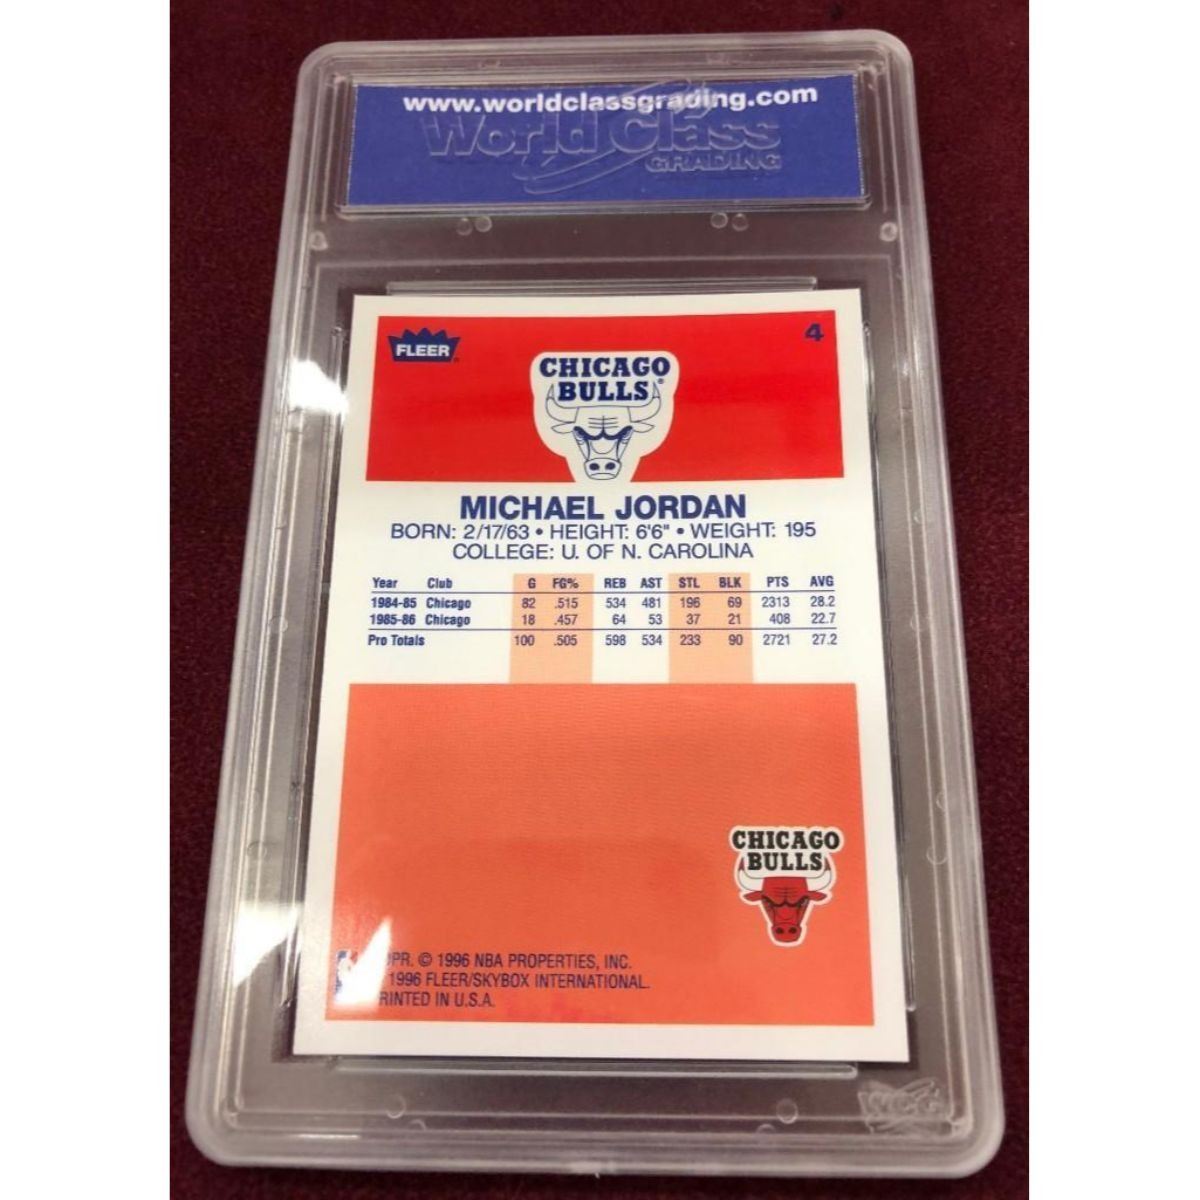 www.worldclassgrading.com
World Class
GRADING
FLEER
4
CHICAGO
BULLS
MICHAEL JORDAN
BORN: 2/17/63 • HEIGHT: 6'6" • WEIGHT: 195
COLLEGE: U. OF N. CAROLINA
Year Club G FG% REB AST STL BLK PTS AVG
1984-85 Chicago 82 .515 534 481 196 69 2313 28.2
1985-86 Chicago 18 .457 64 53 37 21 408 22.7
Pro Totals 100 .505 598 534 233 90 2721 27.2
CHICAGO
BULLS
© 1996 NBA PROPERTIES, INC.
1996 FLEER/SKYBOX INTERNATIONAL.
RINTED IN U.S.A.
WCG